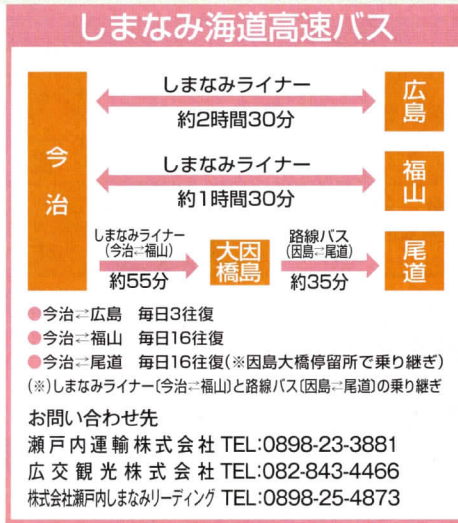 しまなみ海道高速バス
今治
しまなみライナー
約2時間30分
広島
しまなみライナー
約1時間30分
福山
しまなみライナー
(今治⇄福山)
約55分
因島
大橋
路線バス
(因島⇄尾道)
約35分
尾道
●今治⇄広島 毎日3往復
●今治⇄福山 毎日16往復
●今治⇄尾道 毎日16往復(※因島大橋停留所で乗り継ぎ)
(※)しまなみライナー〔今治⇄福山〕と路線バス〔因島⇄尾道〕の乗り継ぎ
お問い合わせ先
瀬戸内運輸株式会社 TEL:0898-23-3881
広交観光株式会社 TEL:082-843-4466
株式会社瀬戸内しまなみリーディング TEL:0898-25-4873